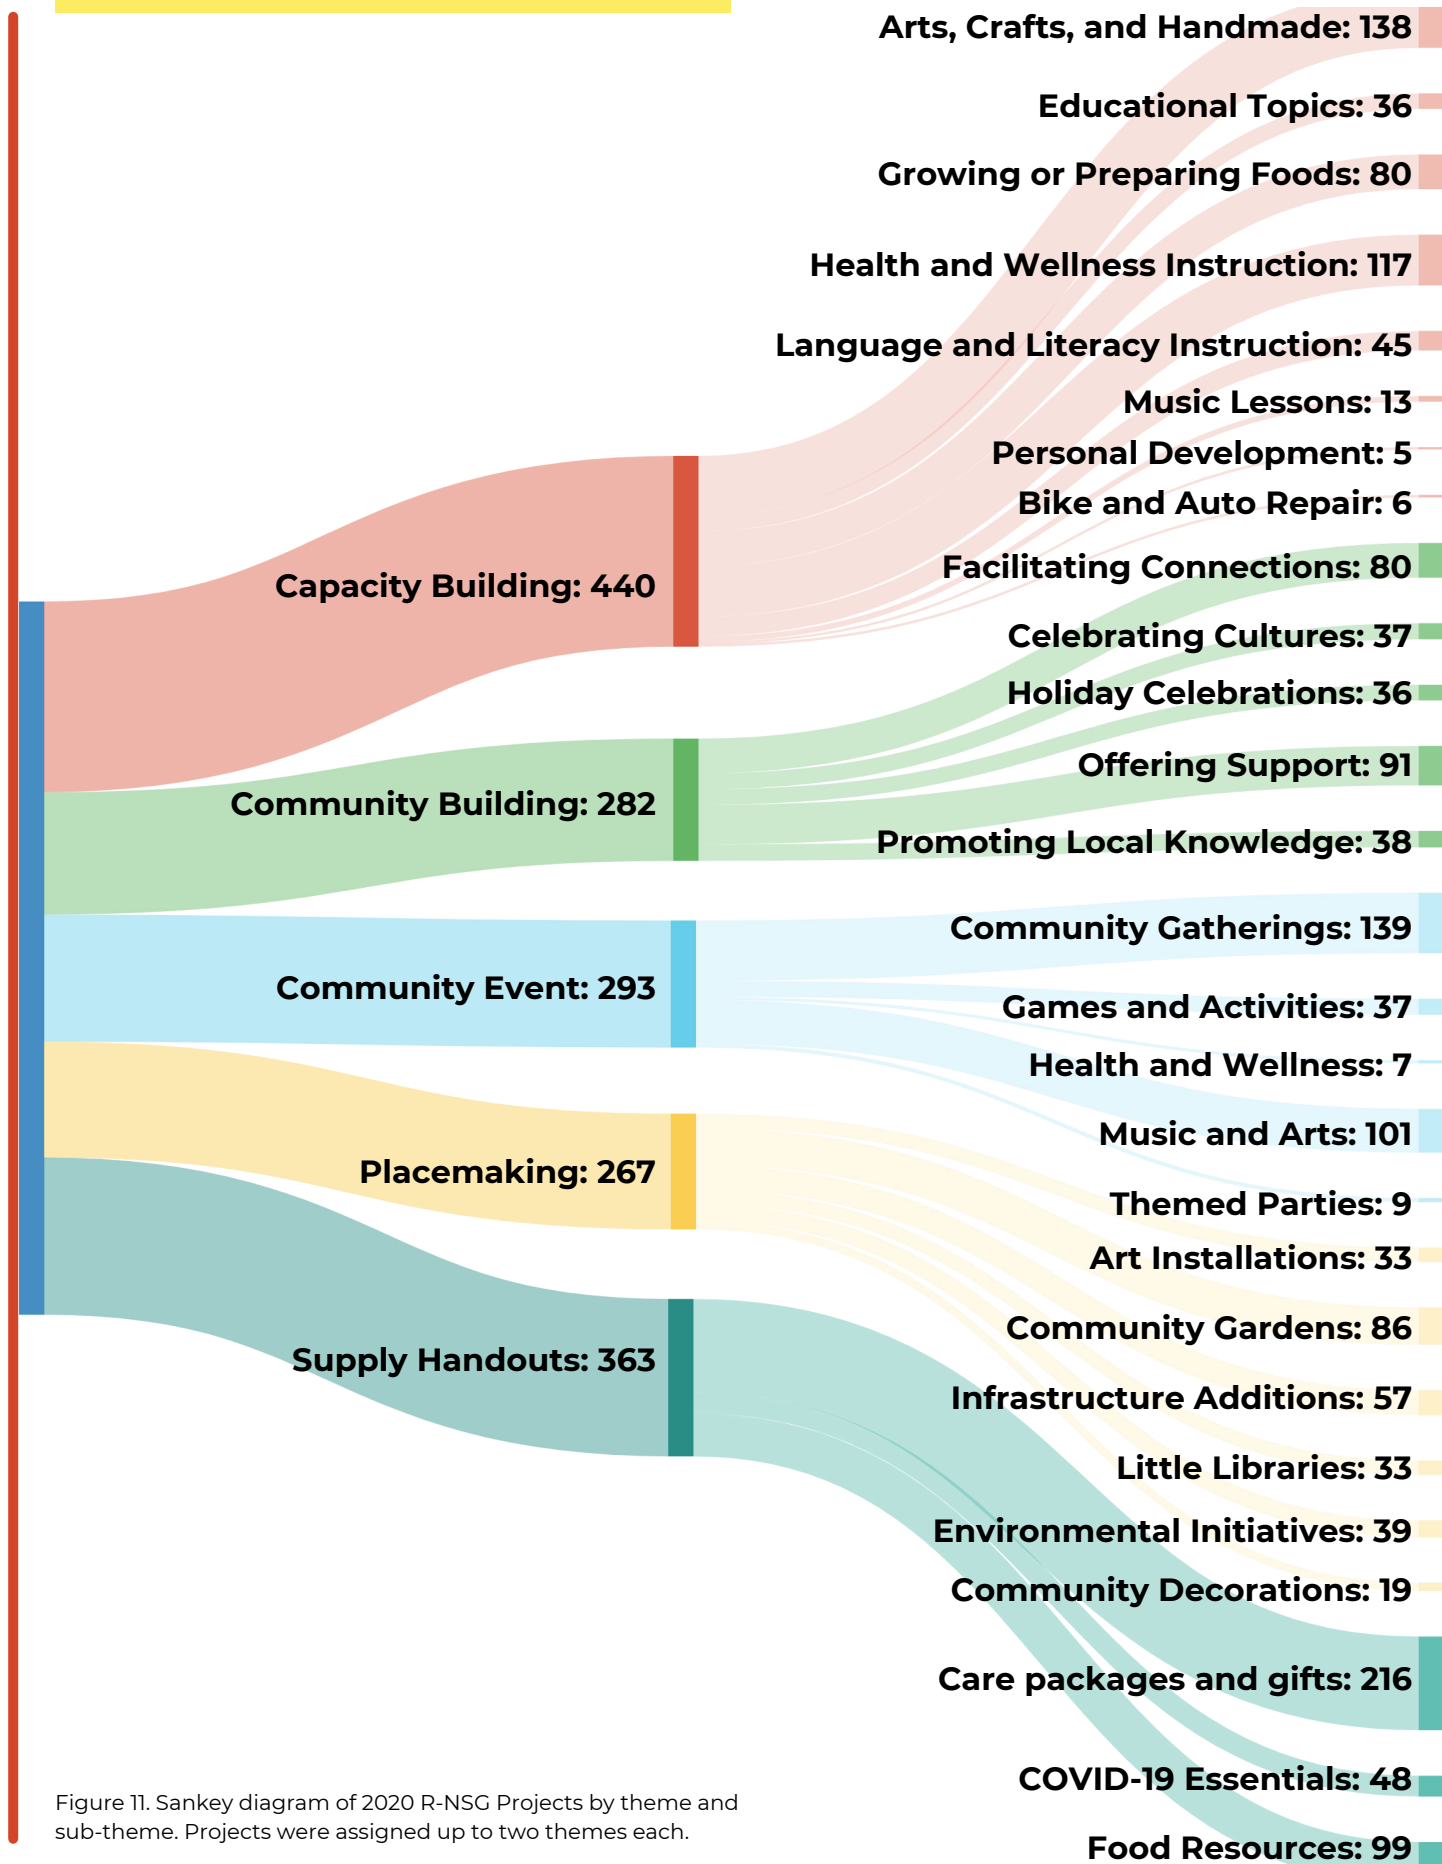 Arts, Crafts, and Handmade: 138
Educational Topics: 36
Growing or Preparing Foods: 80
Health and Wellness Instruction: 117
Language and Literacy Instruction: 45
Music Lessons: 13
Personal Development: 5
Bike and Auto Repair: 6
Facilitating Connections: 80
Capacity Building: 440
Celebrating Cultures: 37
Holiday Celebrations: 36
Offering Support: 91
Community Building: 282
Promoting Local Knowledge: 38
Community Gatherings: 139
Community Event: 293
Games and Activities: 37
Health and Wellness: 7
Music and Arts: 101
Placemaking: 267
Themed Parties: 9
Art Installations: 33
Community Gardens: 86
Supply Handouts: 363
Infrastructure Additions: 57
Little Libraries: 33
Environmental Initiatives: 39
Community Decorations: 19
Care packages and gifts: 216
COVID-19 Essentials: 48
Food Resources: 99
Figure 11. Sankey diagram of 2020 R-NSG Projects by theme and
sub-theme. Projects were assigned up to two themes each.